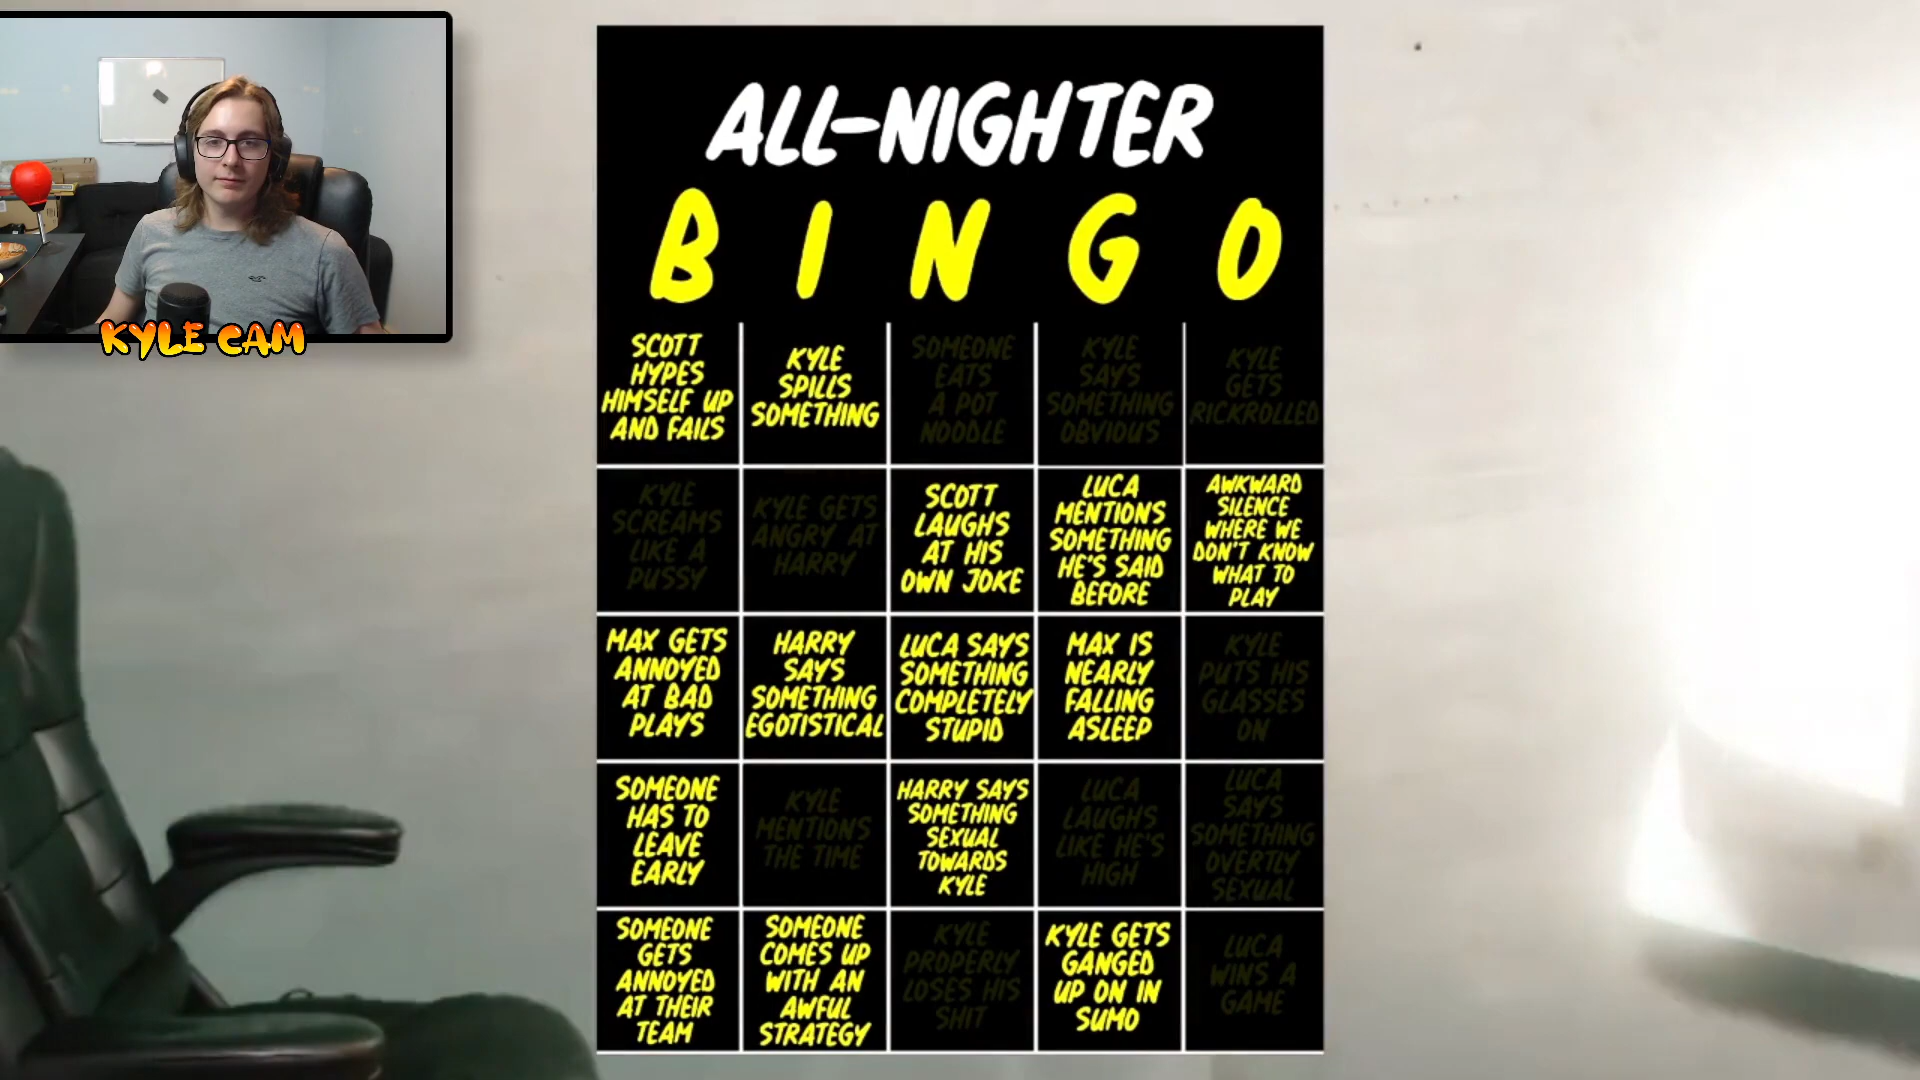 KYLE CAM
ALL-NIGHTER
B I N G O
SCOTT
HYPES
HIMSELF UP
AND FAILS
KYLE
SPILLS
SOMETHING
SOMEONE
EATS
A POT
NOODLE
KYLE
SAYS
SOMETHING
OBVIOUS
KYLE
GETS
RICKROLLED
KYLE
SCREAMS
LIKE A
PUSSY
KYLE GETS
ANGRY AT
HARRY
SCOTT
LAUGHS
AT HIS
OWN JOKE
LUCA
MENTIONS
SOMETHING
HE'S SAID
BEFORE
AWKWARD
SILENCE
WHERE WE
DON'T KNOW
WHAT TO
PLAY
MAX GETS
ANNOYED
AT BAD
PLAYS
HARRY
SAYS
SOMETHING
EGOTISTICAL
LUCA SAYS
SOMETHING
COMPLETELY
STUPID
MAX IS
NEARLY
FALLING
ASLEEP
KYLE
PUTS HIS
GLASSES
ON
SOMEONE
HAS TO
LEAVE
EARLY
KYLE
MENTIONS
THE TIME
HARRY SAYS
SOMETHING
SEXUAL
TOWARDS
KYLE
LUCA
LAUGHS
LIKE HE'S
HIGH
LUCA
SAYS
SOMETHING
OVERTLY
SEXUAL
SOMEONE
GETS
ANNOYED
AT THEIR
TEAM
SOMEONE
COMES UP
WITH AN
AWFUL
STRATEGY
KYLE
PROPERLY
LOSES HIS
SHIT
KYLE GETS
GANGED
UP ON IN
SUMO
LUCA
WINS A
GAME